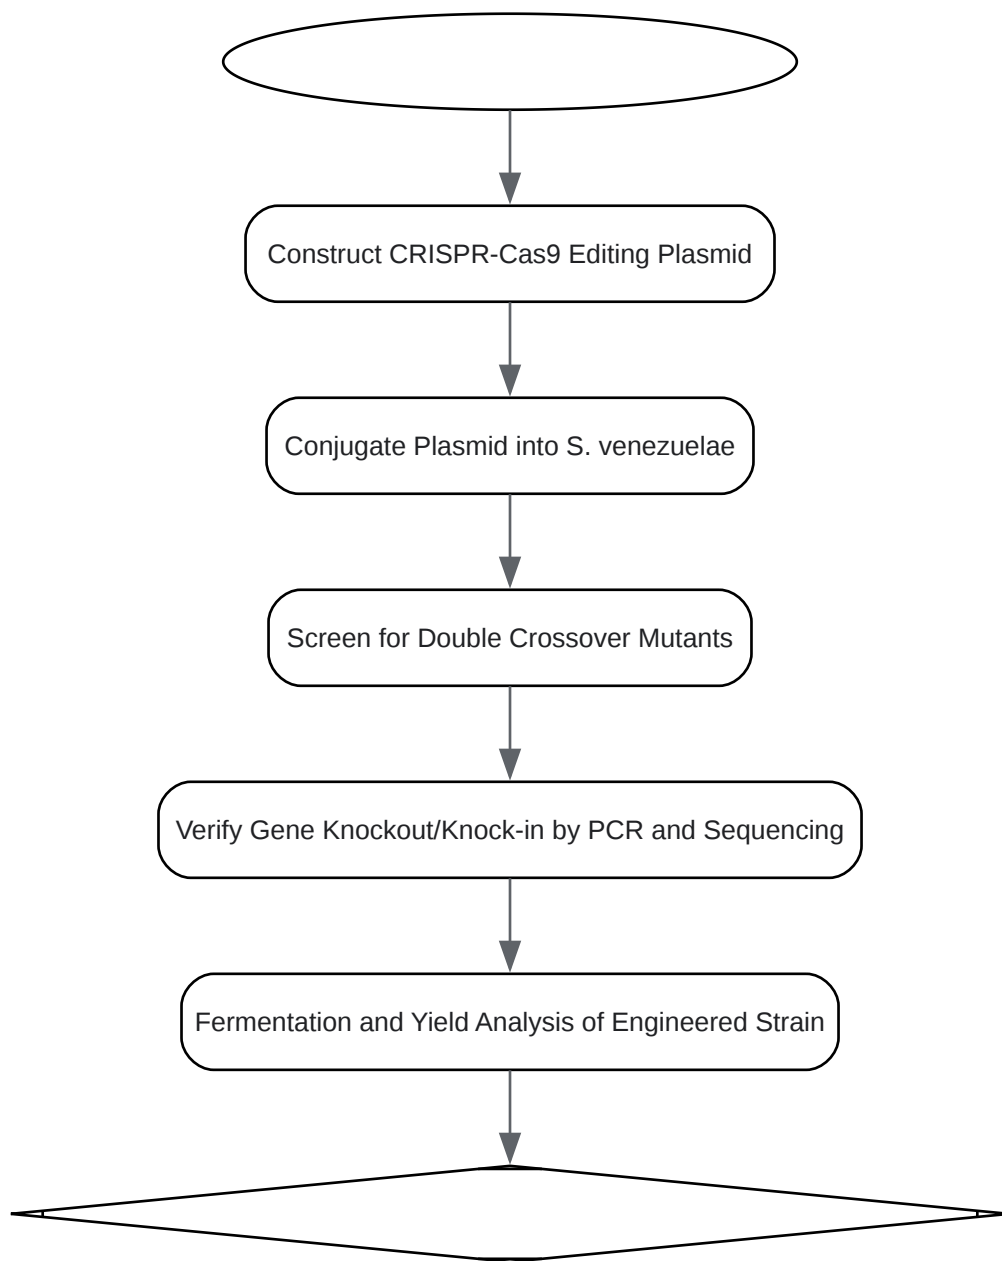 Construct CRISPR-Cas9 Editing Plasmid
Conjugate Plasmid into S. venezuelae
Screen for Double Crossover Mutants
Verify Gene Knockout/Knock-in by PCR and Sequencing
Fermentation and Yield Analysis of Engineered Strain